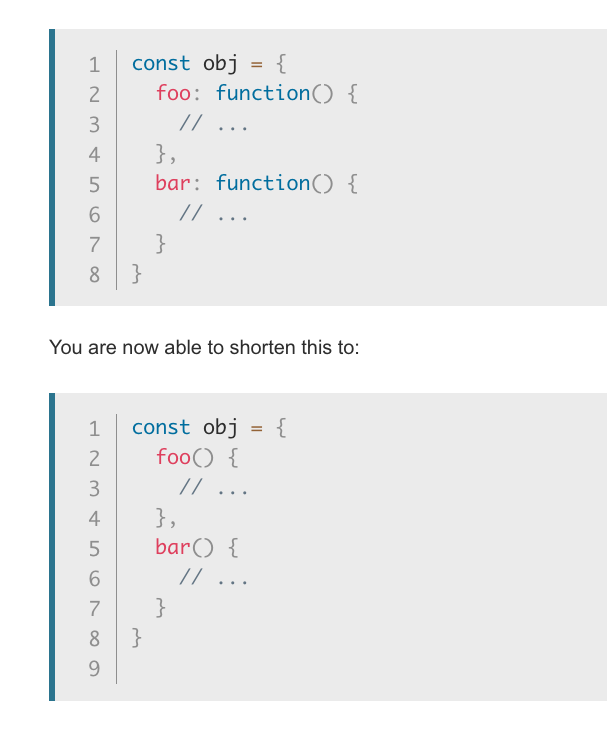 1 const obj = {
2   foo: function() {
3     // ...
4   },
5   bar: function() {
6     // ...
7   }
8 }
You are now able to shorten this to:
1 const obj = {
2   foo() {
3     // ...
4   },
5   bar() {
6     // ...
7   }
8 }
9